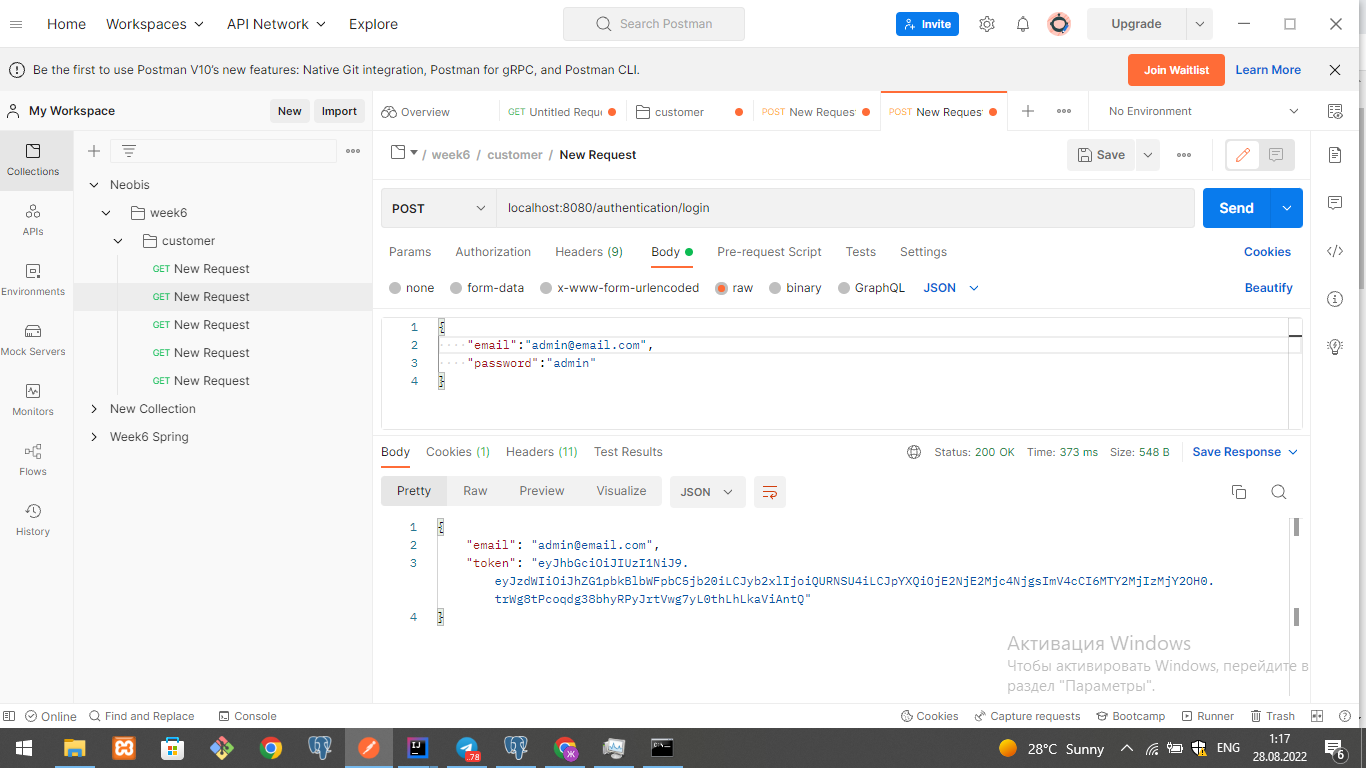 Home Workspaces API Network Explore Search Postman Invite Upgrade
Be the first to use Postman V10's new features: Native Git integration, Postman for gRPC, and Postman CLI. Join Waitlist Learn More
My Workspace New Import Overview GET Untitled Reque customer POST New Reques POST New Reques No Environment
Collections
APIs
Environments
Mock Servers
Monitors
Flows
History
Neobis
week6
customer
GET New Request
GET New Request
GET New Request
GET New Request
GET New Request
New Collection
Week6 Spring
/ week6 / customer / New Request Save
POST localhost:8080/authentication/login Send
Params Authorization Headers (9) Body Pre-request Script Tests Settings Cookies
none form-data x-www-form-urlencoded raw binary GraphQL JSON Beautify
1 {
2 "email":"admin@email.com",
3 "password":"admin"
4 }
Body Cookies (1) Headers (11) Test Results Status: 200 OK Time: 373 ms Size: 548 B Save Response
Pretty Raw Preview Visualize JSON
1 {
2 "email": "admin@email.com",
3 "token": "eyJhbGciOiJIUzI1NiJ9.
eyJzdWIiOiJhZG1pbkBlbWFpbC5jb20iLCJyb2xlIjoiQURNSU4iLCJpYXQiOjE2NjE2Mjc4NjgsImV4cCI6MTY2MjIzMjY2OH0.
trWg8tPcoqdg38bhyRPyJrtVwg7yL0thLhLkaViAntQ"
4 }
Активация Windows
Чтобы активировать Windows, перейдите в
раздел "Параметры".
Online Find and Replace Console Cookies Capture requests Bootcamp Runner Trash
.78 28°C Sunny ENG 1:17
28.08.2022 6